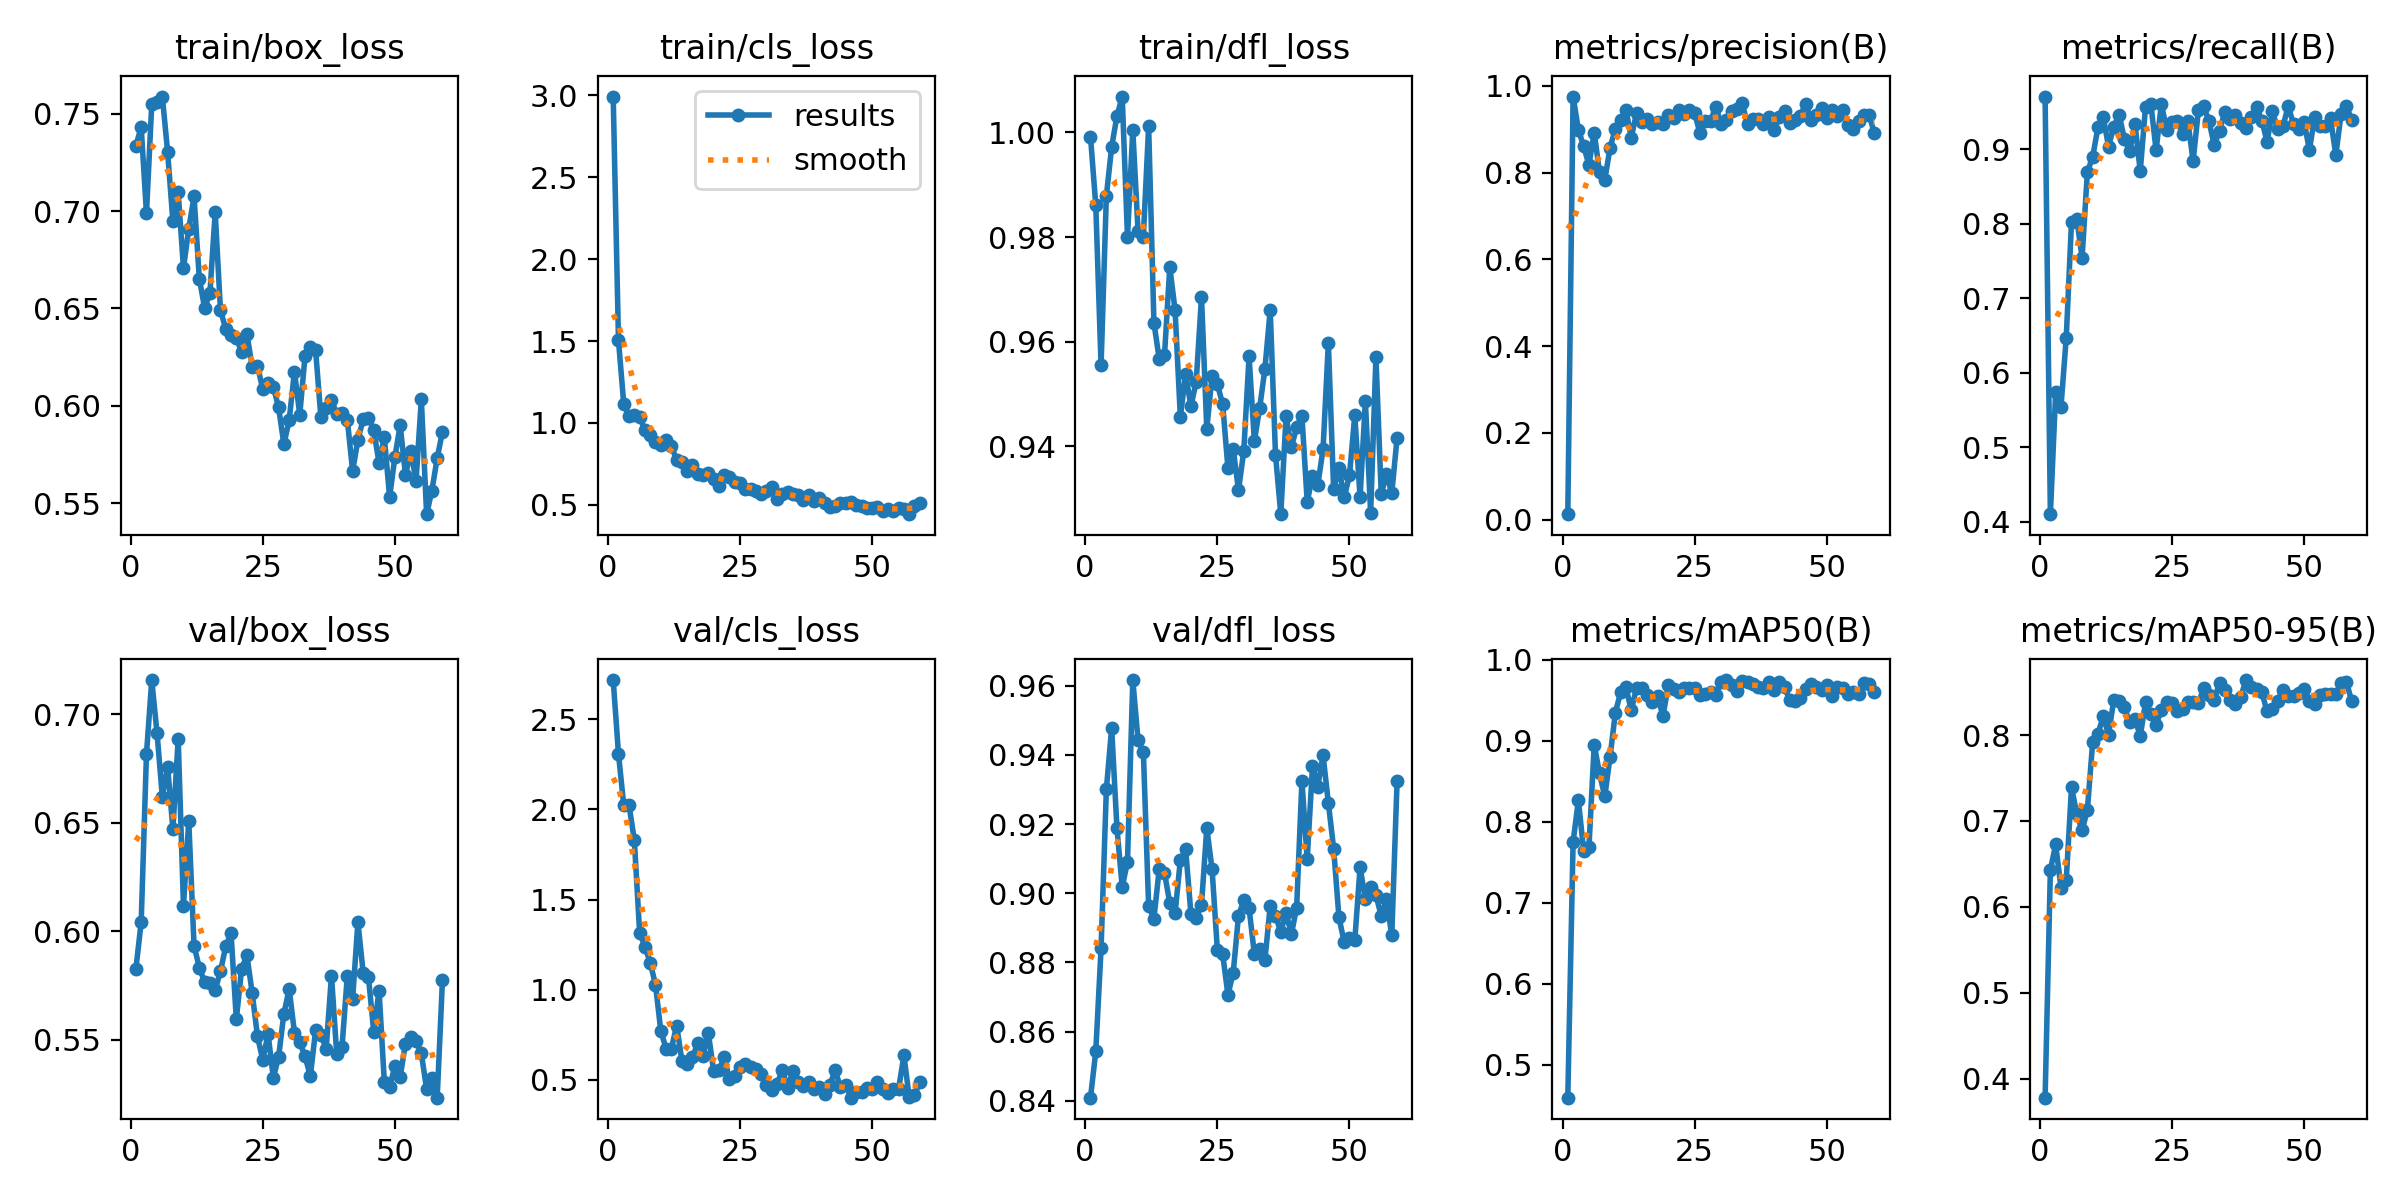 train/box_loss
0.75
0.70
0.65
0.60
0.55
0 25 50
train/cls_loss
results
smooth
3.0
2.5
2.0
1.5
1.0
0.5
0 25 50
train/dfl_loss
1.00
0.98
0.96
0.94
0 25 50
metrics/precision(B)
1.0
0.8
0.6
0.4
0.2
0.0
0 25 50
metrics/recall(B)
0.9
0.8
0.7
0.6
0.5
0.4
0 25 50
val/box_loss
0.70
0.65
0.60
0.55
0 25 50
val/cls_loss
2.5
2.0
1.5
1.0
0.5
0 25 50
val/dfl_loss
0.96
0.94
0.92
0.90
0.88
0.86
0.84
0 25 50
metrics/mAP50(B)
1.0
0.9
0.8
0.7
0.6
0.5
0 25 50
metrics/mAP50-95(B)
0.8
0.7
0.6
0.5
0.4
0 25 50